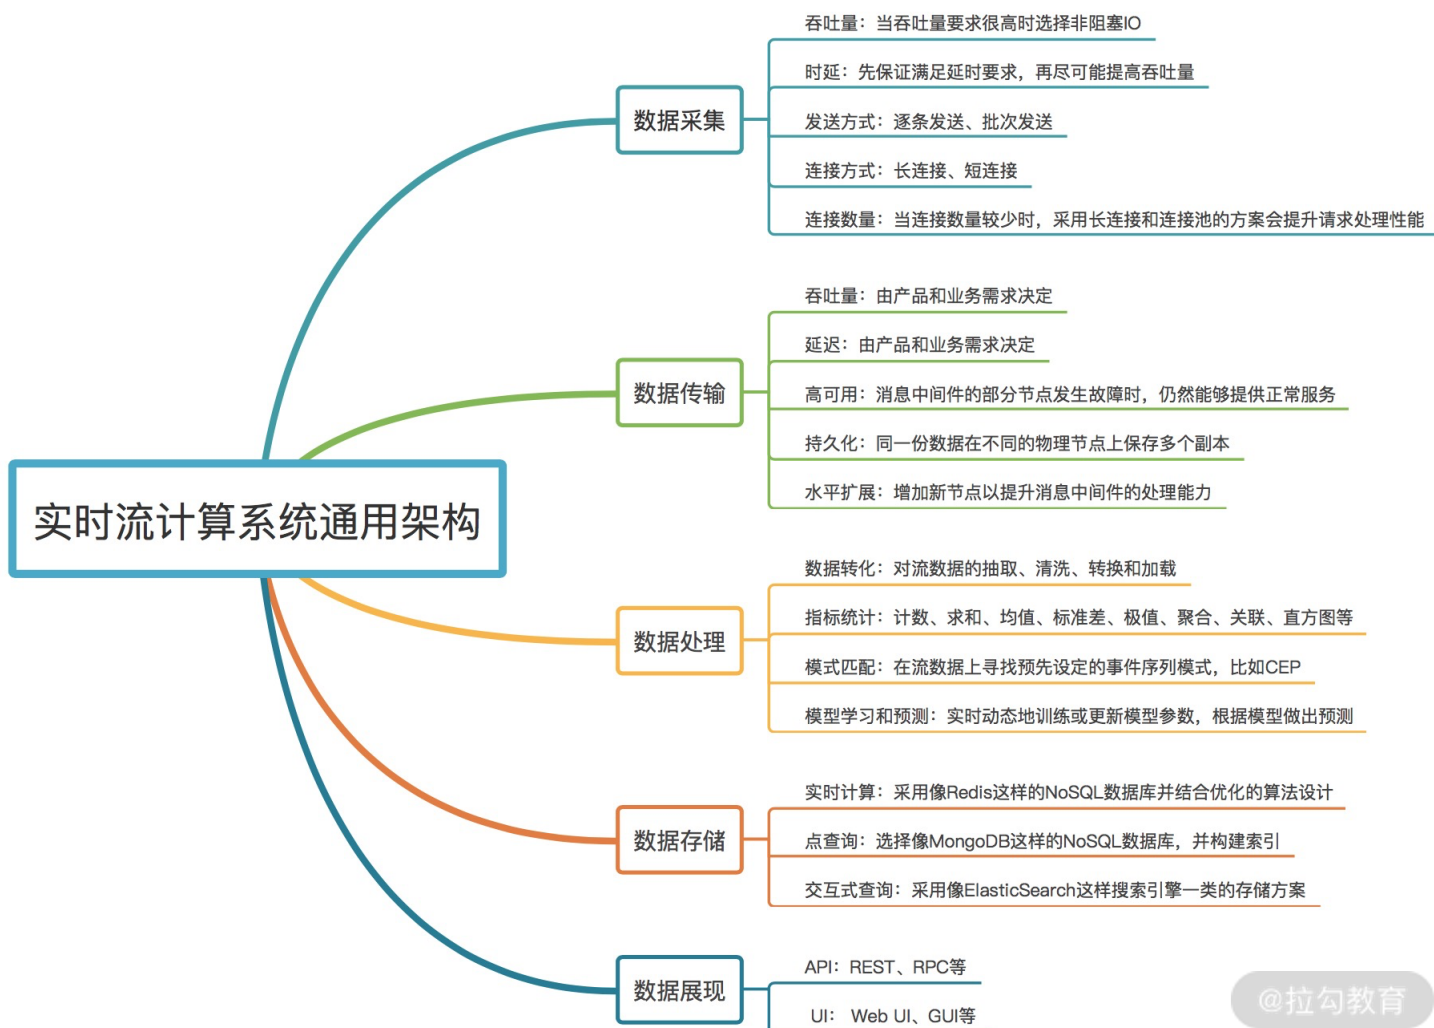 实时流计算系统通用架构
数据采集
吞吐量：当吞吐量要求很高时选择非阻塞IO
时延：先保证满足延时要求，再尽可能提高吞吐量
发送方式：逐条发送、批次发送
连接方式：长连接、短连接
连接数量：当连接数量较少时，采用长连接和连接池的方案会提升请求处理性能
数据传输
吞吐量：由产品和业务需求决定
延迟：由产品和业务需求决定
高可用：消息中间件的部分节点发生故障时，仍然能够提供正常服务
持久化：同一份数据在不同的物理节点上保存多个副本
水平扩展：增加新节点以提升消息中间件的处理能力
数据处理
数据转化：对流数据的抽取、清洗、转换和加载
指标统计：计数、求和、均值、标准差、极值、聚合、关联、直方图等
模式匹配：在流数据上寻找预先设定的事件序列模式，比如CEP
模型学习和预测：实时动态地训练或更新模型参数，根据模型做出预测
数据存储
实时计算：采用像Redis这样的NoSQL数据库并结合优化的算法设计
点查询：选择像MongoDB这样的NoSQL数据库，并构建索引
交互式查询：采用像ElasticSearch这样搜索引擎一类的存储方案
数据展现
API：REST、RPC等
UI： Web UI、GUI等
@拉勾教育